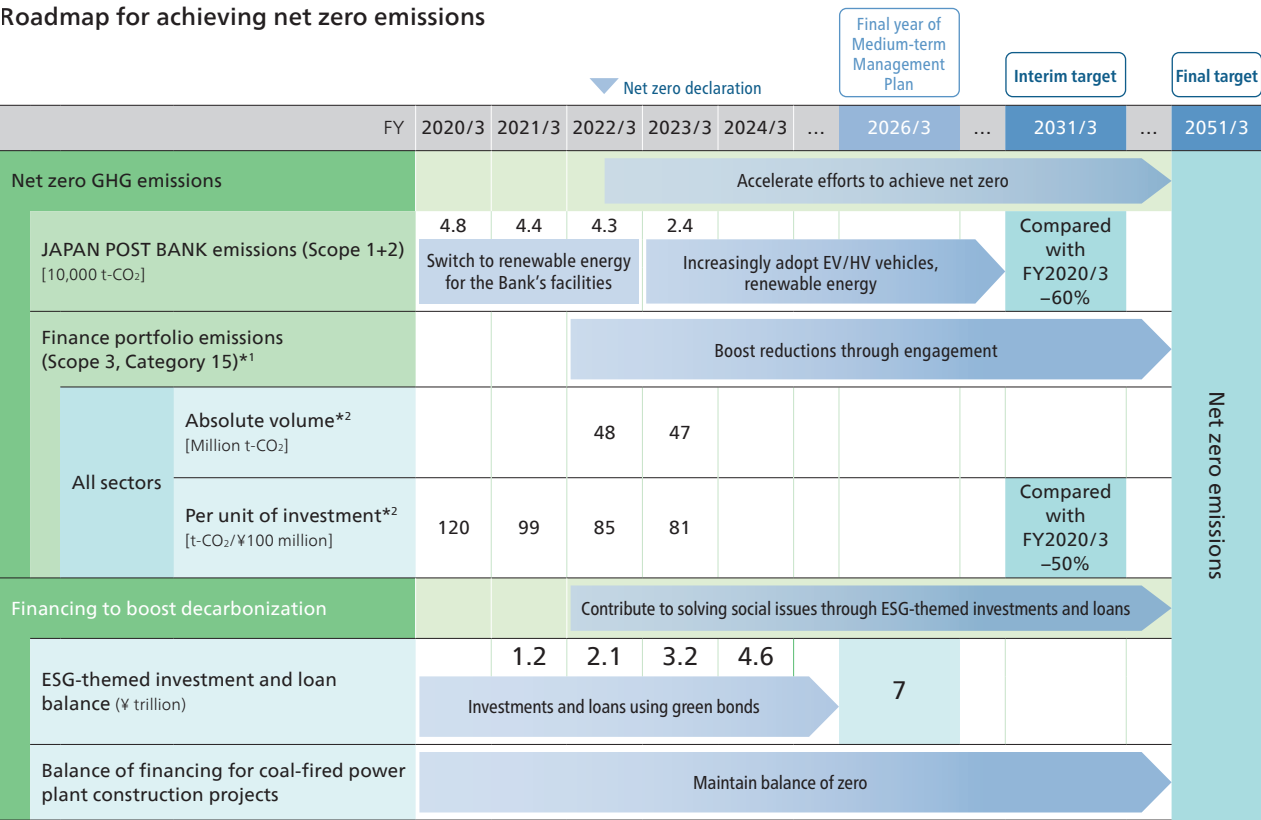 Roadmap for achieving net zero emissions
Final year of
Medium-term
Management
Plan
Net zero declaration
Interim target
Final target
FY 2020/3 2021/3 2022/3 2023/3 2024/3 ... 2026/3 ... 2031/3 ... 2051/3
Net zero GHG emissions
Accelerate efforts to achieve net zero
JAPAN POST BANK emissions (Scope 1+2)
[10,000 t-CO₂]
4.8 4.4 4.3 2.4
Switch to renewable energy
for the Bank's facilities
Increasingly adopt EV/HV vehicles,
renewable energy
Compared
with
FY2020/3
–60%
Finance portfolio emissions
(Scope 3, Category 15)*1
Boost reductions through engagement
All sectors
Absolute volume*2
[Million t-CO₂]
48 47
Per unit of investment*2
[t-CO₂/¥100 million]
120 99 85 81
Compared
with
FY2020/3
–50%
Net zero emissions
Financing to boost decarbonization
Contribute to solving social issues through ESG-themed investments and loans
ESG-themed investment and loan
balance (¥ trillion)
1.2 2.1 3.2 4.6
Investments and loans using green bonds
7
Balance of financing for coal-fired power
plant construction projects
Maintain balance of zero